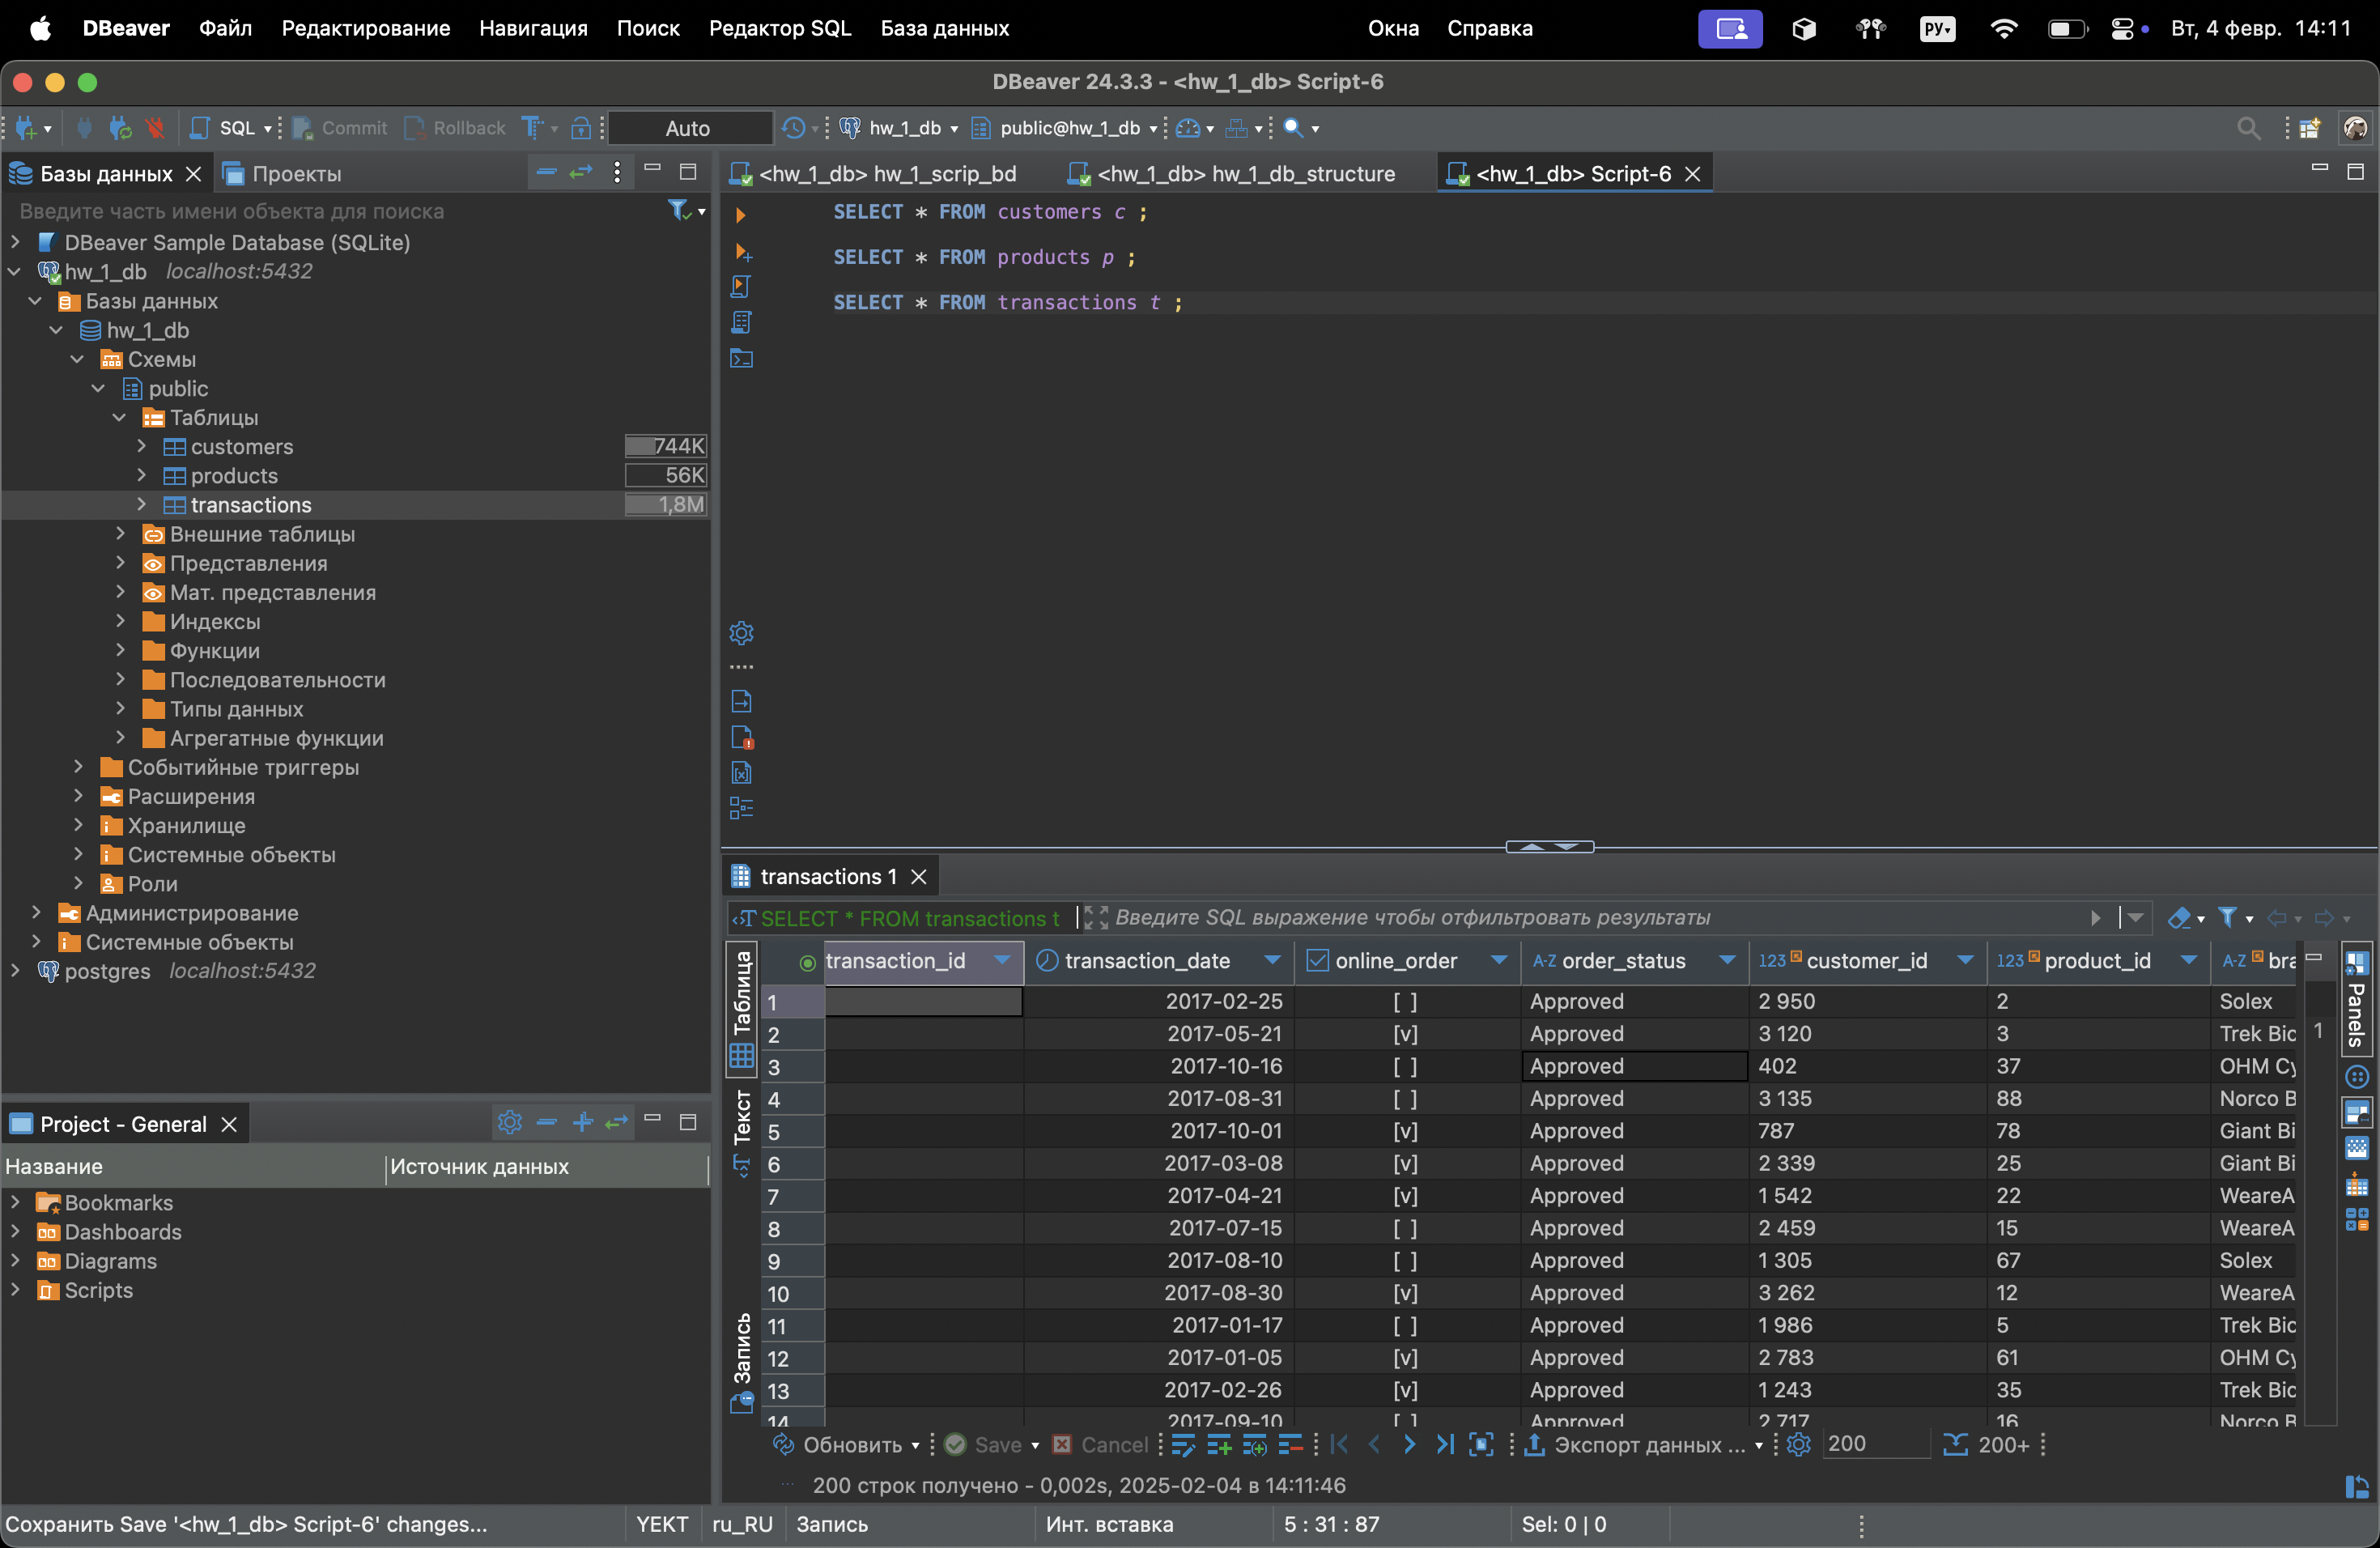 DBeaver Файл Редактирование Навигация Поиск Редактор SQL База данных Окна Справка РУ Вт, 4 февр. 14:11
DBeaver 24.3.3 - <hw_1_db> Script-6
SQL Commit Rollback Auto hw_1_db public@hw_1_db
Базы данных Проекты
Введите часть имени объекта для поиска
DBeaver Sample Database (SQLite)
hw_1_db localhost:5432
Базы данных
hw_1_db
Схемы
public
Таблицы
customers 744K
products 56K
transactions 1,8M
Внешние таблицы
Представления
Мат. представления
Индексы
Функции
Последовательности
Типы данных
Агрегатные функции
Событийные триггеры
Расширения
Хранилище
Системные объекты
Роли
Администрирование
Системные объекты
postgres localhost:5432
Project - General
Название Источник данных
Bookmarks
Dashboards
Diagrams
Scripts
<hw_1_db> hw_1_scrip_bd <hw_1_db> hw_1_db_structure <hw_1_db> Script-6
SELECT * FROM customers c ;
SELECT * FROM products p ;
SELECT * FROM transactions t ;
transactions 1
SELECT * FROM transactions t Введите SQL выражение чтобы отфильтровать результаты
Таблица
Текст
Запись
transaction_id transaction_date online_order A-Z order_status 123 customer_id 123 product_id A-Z bra
1 2017-02-25 [ ] Approved 2 950 2 Solex
2 2017-05-21 [v] Approved 3 120 3 Trek Bic
3 2017-10-16 [ ] Approved 402 37 OHM Cy
4 2017-08-31 [ ] Approved 3 135 88 Norco B
5 2017-10-01 [v] Approved 787 78 Giant Bi
6 2017-03-08 [v] Approved 2 339 25 Giant Bi
7 2017-04-21 [v] Approved 1 542 22 WeareA
8 2017-07-15 [ ] Approved 2 459 15 WeareA
9 2017-08-10 [ ] Approved 1 305 67 Solex
10 2017-08-30 [v] Approved 3 262 12 WeareA
11 2017-01-17 [ ] Approved 1 986 5 Trek Bic
12 2017-01-05 [v] Approved 2 783 61 OHM Cy
13 2017-02-26 [v] Approved 1 243 35 Trek Bic
14 2017-09-10 [ ] Approved 2 717 16 Norco B
1
Panels
Обновить Save Cancel Экспорт данных ... 200 200+
200 строк получено - 0,002s, 2025-02-04 в 14:11:46
Сохранить Save '<hw_1_db> Script-6' changes... YEKT ru_RU Запись Инт. вставка 5 : 31 : 87 Sel: 0 | 0